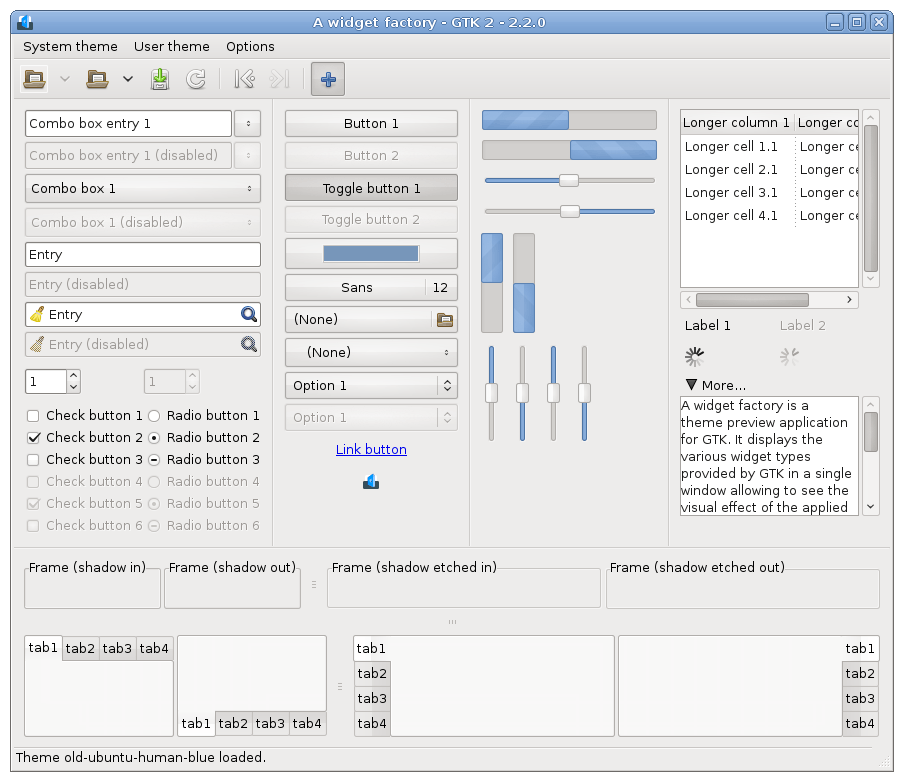 A widget factory - GTK 2 - 2.2.0
System theme User theme Options
Combo box entry 1
Combo box entry 1 (disabled)
Combo box 1
Combo box 1 (disabled)
Entry
Entry (disabled)
Entry
Entry (disabled)
1 1
Check button 1 Radio button 1
Check button 2 Radio button 2
Check button 3 Radio button 3
Check button 4 Radio button 4
Check button 5 Radio button 5
Check button 6 Radio button 6
Button 1
Button 2
Toggle button 1
Toggle button 2
Sans 12
(None)
(None)
Option 1
Option 1
Link button
Longer column 1 Longer co
Longer cell 1.1 Longer ce
Longer cell 2.1 Longer ce
Longer cell 3.1 Longer ce
Longer cell 4.1 Longer ce
Label 1 Label 2
More...
A widget factory is a
theme preview application
for GTK. It displays the
various widget types
provided by GTK in a single
window allowing to see the
visual effect of the applied
Frame (shadow in) Frame (shadow out) Frame (shadow etched in) Frame (shadow etched out)
tab1 tab2 tab3 tab4
tab1 tab2 tab3 tab4
tab1
tab2
tab3
tab4
tab1
tab2
tab3
tab4
Theme old-ubuntu-human-blue loaded.